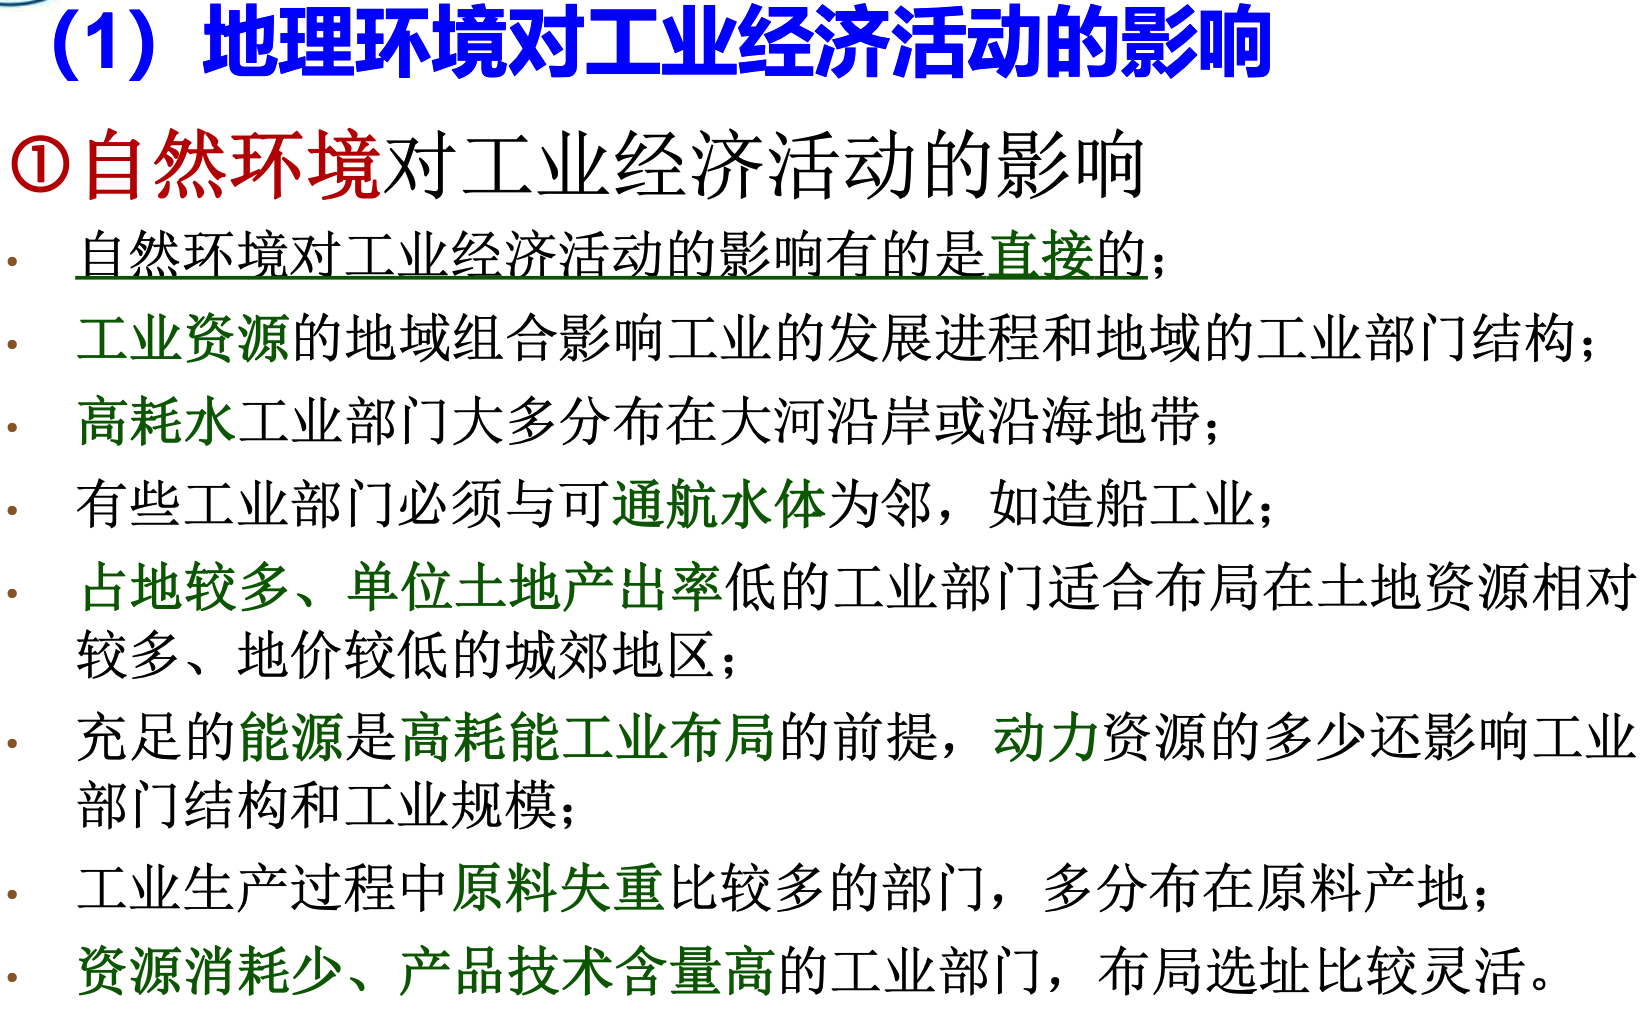 （1）地理环境对工业经济活动的影响
①自然环境对工业经济活动的影响
• 自然环境对工业经济活动的影响有的是直接的；
• 工业资源的地域组合影响工业的发展进程和地域的工业部门结构；
• 高耗水工业部门大多分布在大河沿岸或沿海地带；
• 有些工业部门必须与可通航水体为邻，如造船工业；
• 占地较多、单位土地产出率低的工业部门适合布局在土地资源相对
较多、地价较低的城郊地区；
• 充足的能源是高耗能工业布局的前提，动力资源的多少还影响工业
部门结构和工业规模；
• 工业生产过程中原料失重比较多的部门，多分布在原料产地；
• 资源消耗少、产品技术含量高的工业部门，布局选址比较灵活。